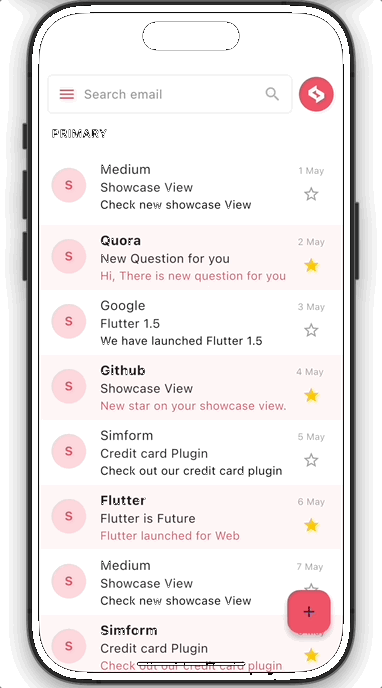 Search email
PRIMARY
S
Medium
1 May
Showcase View
Check new showcase View
S
Quora
2 May
New Question for you
Hi, There is new question for you
S
Google
3 May
Flutter 1.5
We have launched Flutter 1.5
S
Github
4 May
Showcase View
New star on your showcase view.
S
Simform
5 May
Credit card Plugin
Check out our credit card plugin
S
Flutter
6 May
Flutter is Future
Flutter launched for Web
S
Medium
7 May
Showcase View
Check new showcase View
+
S
Simform
Credit card Plugin
Check out our credit card plugin